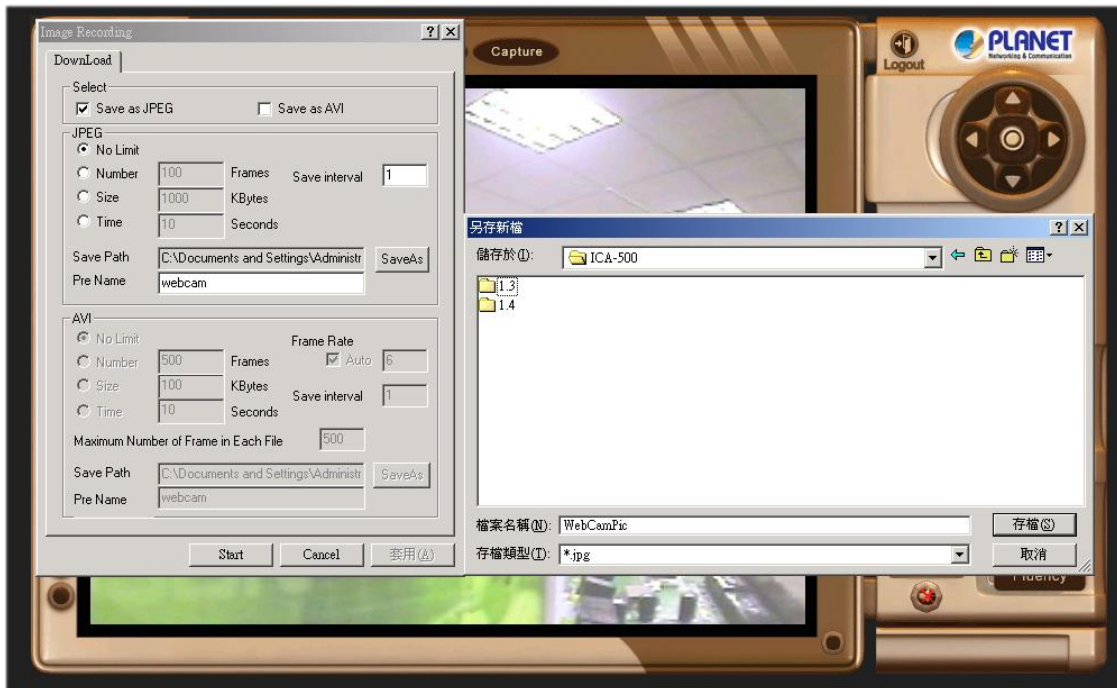 Image Recording
DownLoad
Select
Save as JPEG
Save as AVI
JPEG
No Limit
Number 100 Frames Save interval 1
Size 1000 KBytes
Time 10 Seconds
Save Path C:\Documents and Settings\Administr SaveAs
Pre Name webcam
AVI
No Limit Frame Rate
Number 500 Frames Auto 6
Size 100 KBytes Save interval 1
Time 10 Seconds
Maximum Number of Frame in Each File 500
Save Path C:\Documents and Settings\Administr SaveAs
Pre Name webcam
Start Cancel 套用(A)
Capture
Logout
PLANET
Networking & Communication
另存新檔
儲存於(I): ICA-500
1.3
1.4
檔案名稱(N): WebCamPic 存檔(S)
存檔類型(T): *.jpg 取消
Fluency